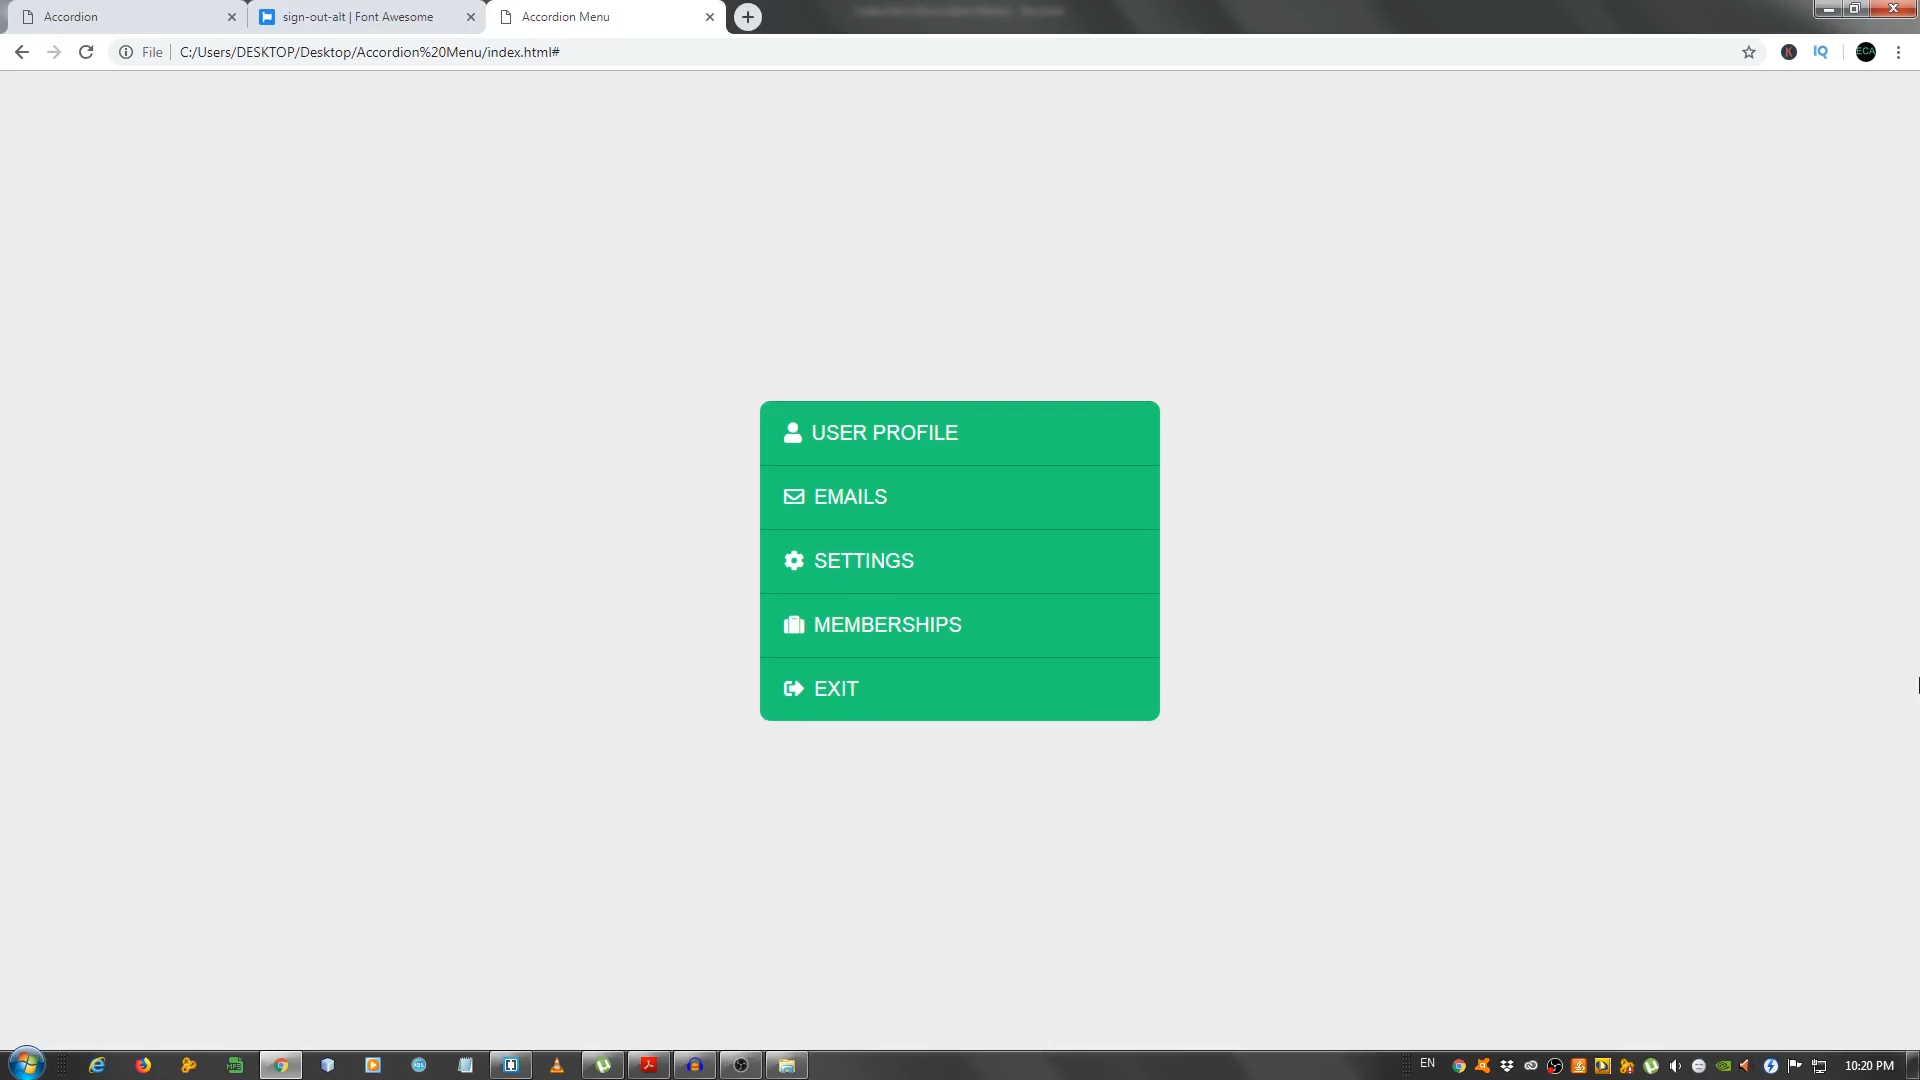 Accordion
sign-out-alt | Font Awesome
Accordion Menu
File
C:/Users/DESKTOP/Desktop/Accordion%20Menu/index.html#
IQ
ECA
USER PROFILE
EMAILS
SETTINGS
MEMBERSHIPS
EXIT
EN
10:20 PM